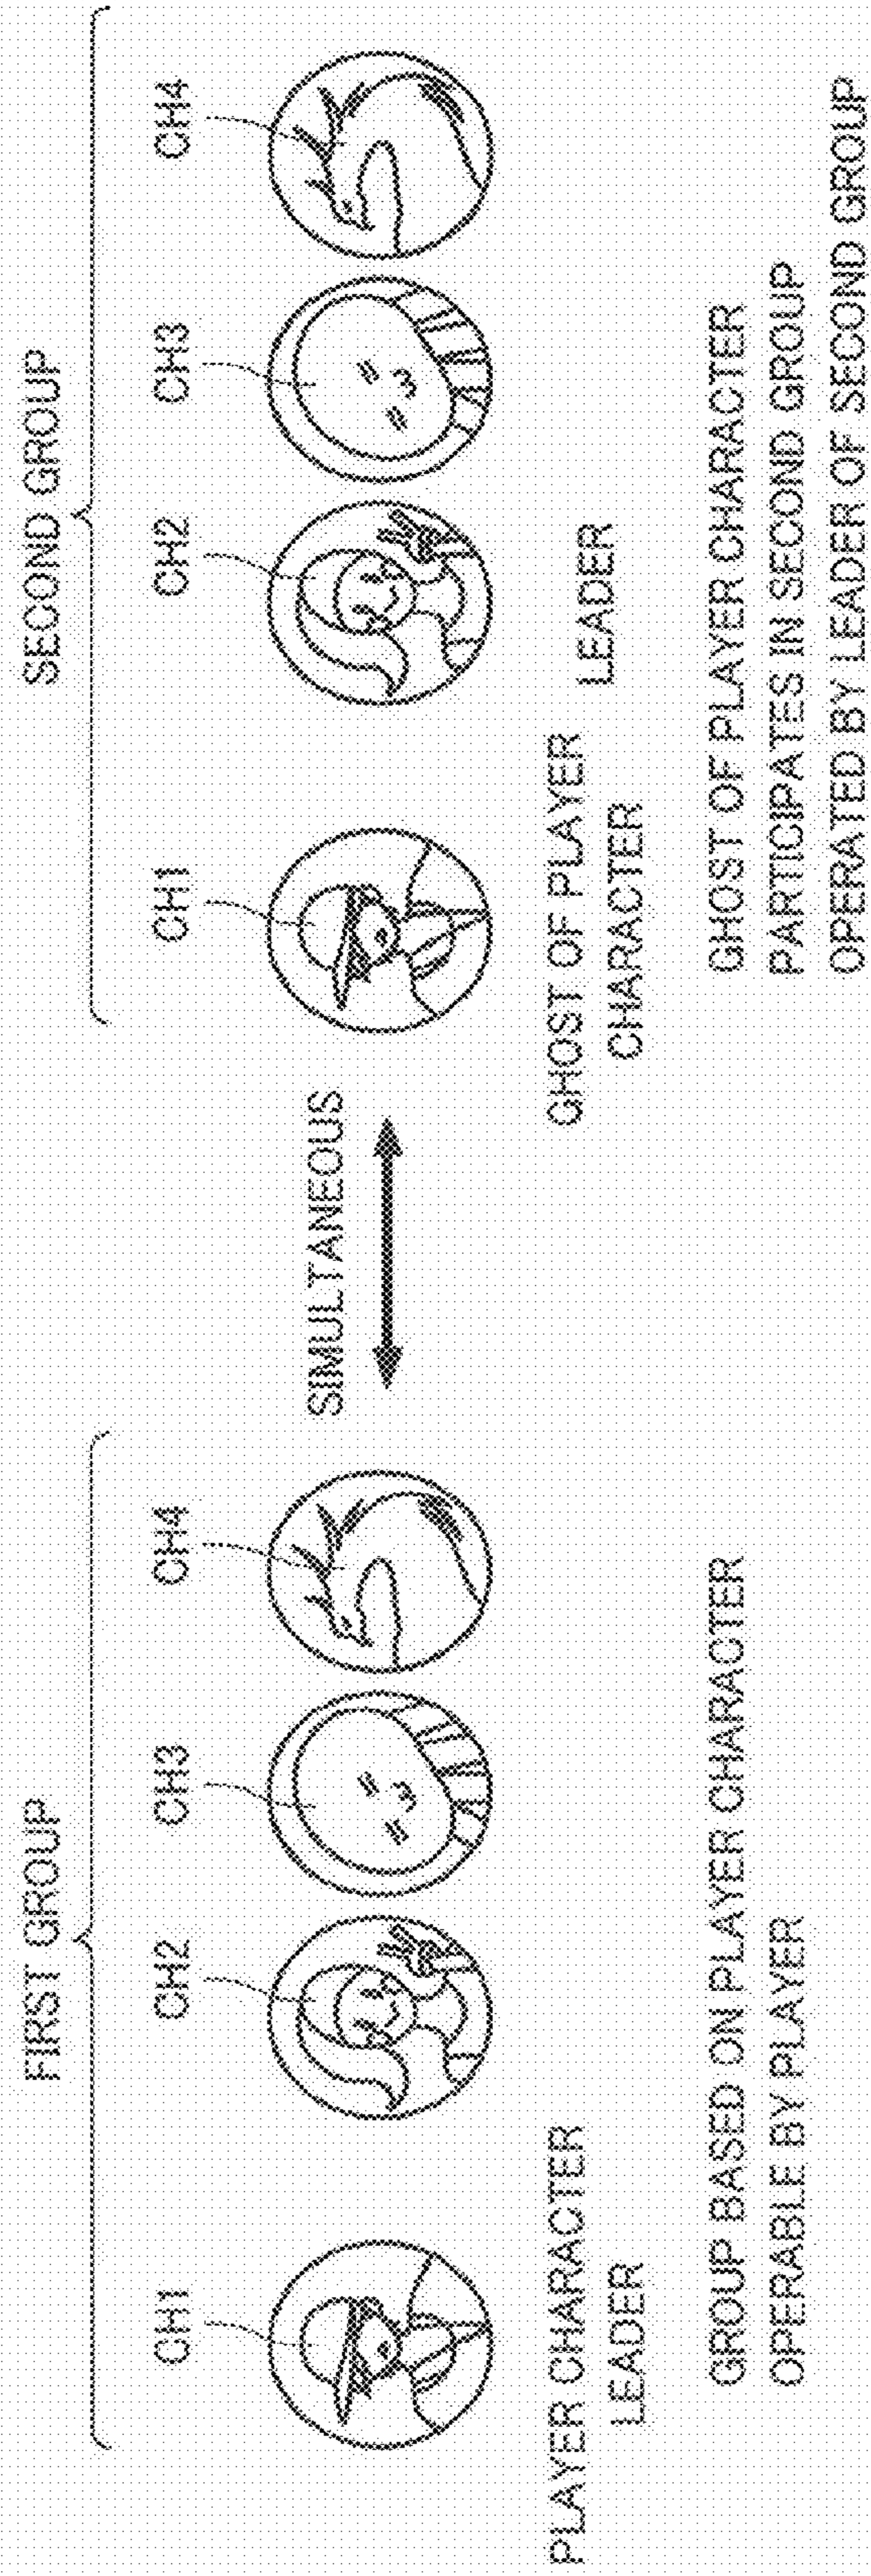 FIRST GROUP
CH1
CH2
CH3
CH4
PLAYER CHARACTER
LEADER
GROUP BASED ON PLAYER CHARACTER
OPERABLE BY PLAYER
SIMULTANEOUS
SECOND GROUP
CH1
CH2
CH3
CH4
GHOST OF PLAYER
CHARACTER
LEADER
GHOST OF PLAYER CHARACTER
PARTICIPATES IN SECOND GROUP
OPERATED BY LEADER OF SECOND GROUP